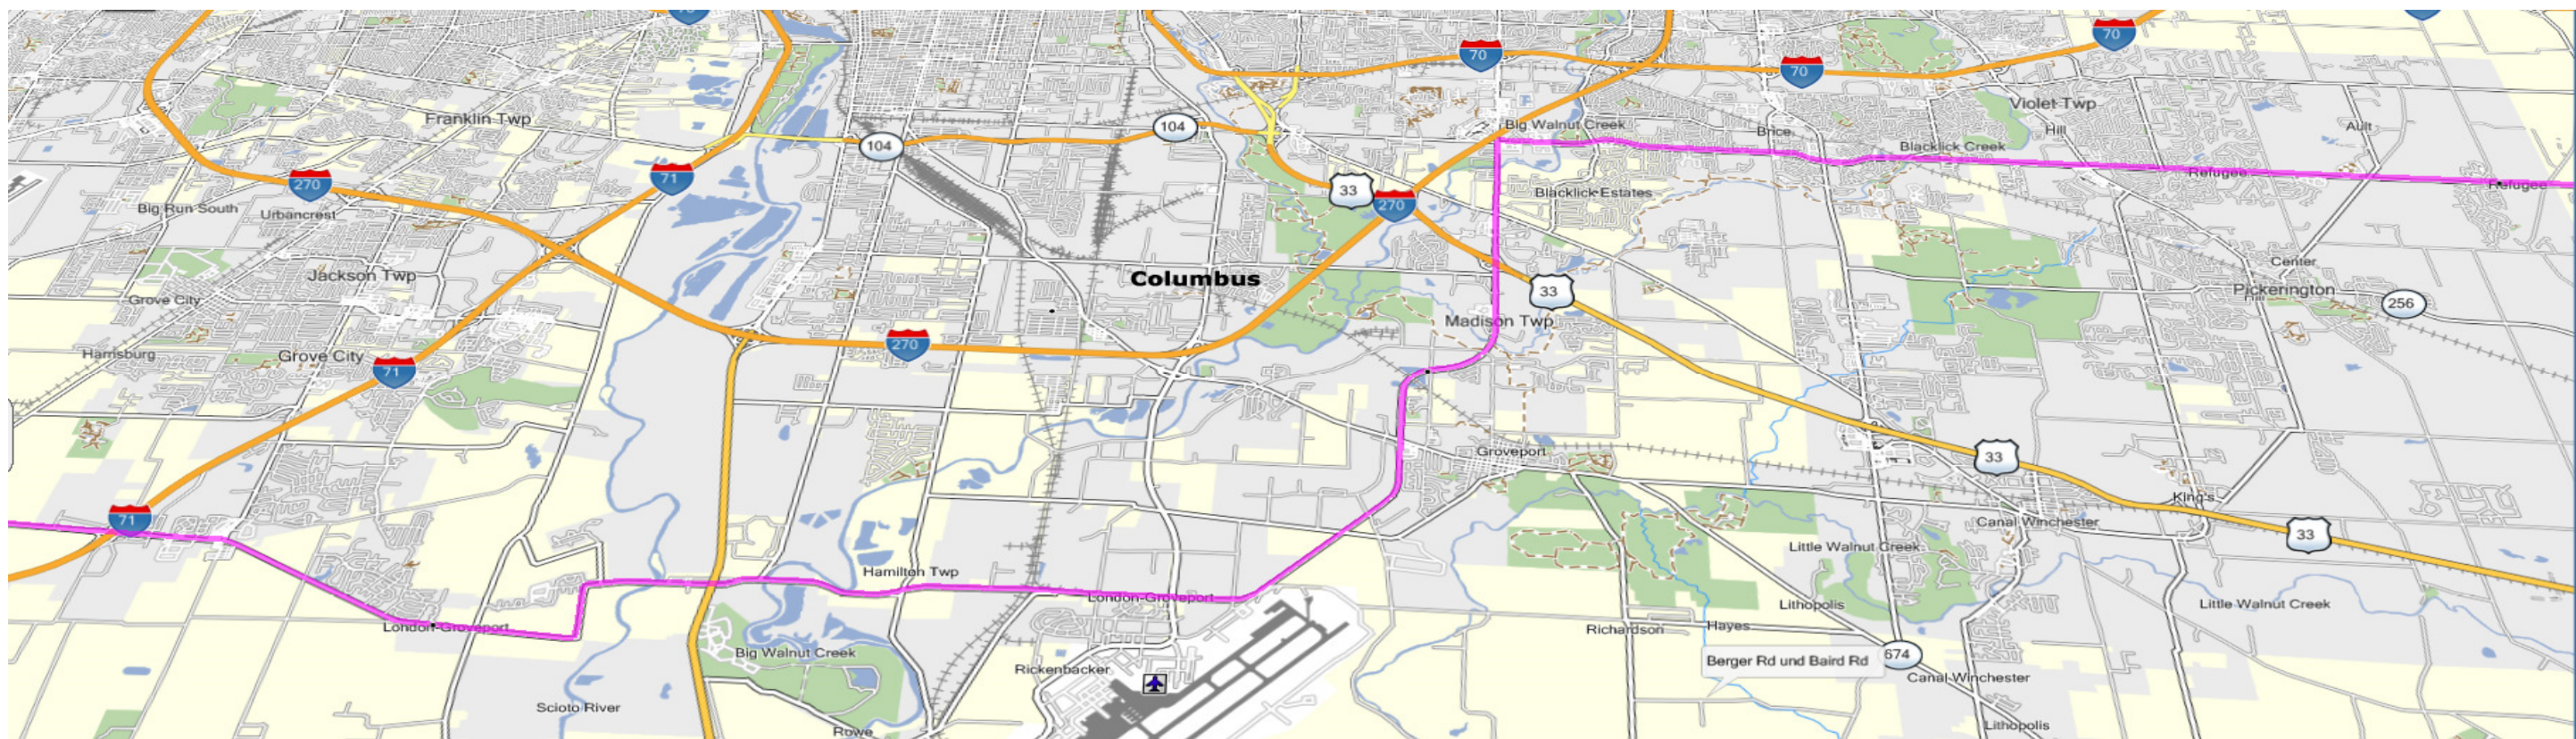 70
70
70
Violet Twp
Franklin Twp
104
104
Big Walnut Creek
Brice
Hill
Ault
Blacklick Creek
270
71
33
270
Blacklick Estates
Refugee
Refugee
Big Run South
Urbancrest
Jackson Twp
Columbus
Center
Grove City
33
Pickerington
Hill
256
Madison Twp
Harrisburg
Grove City
270
71
Groveport
33
King's
71
Canal Winchester
33
Little Walnut Creek
Hamilton Twp
London-Groveport
Lithopolis
Little Walnut Creek
London-Groveport
Richardson
Hayes
Big Walnut Creek
Rickenbacker
Berger Rd und Baird Rd
674
Canal Winchester
Scioto River
Rowe
Lithopolis